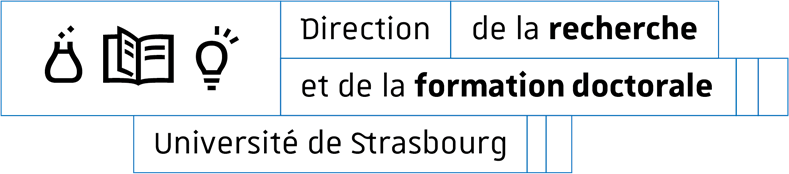 Direction de la recherche
et de la formation doctorale
Université de Strasbourg